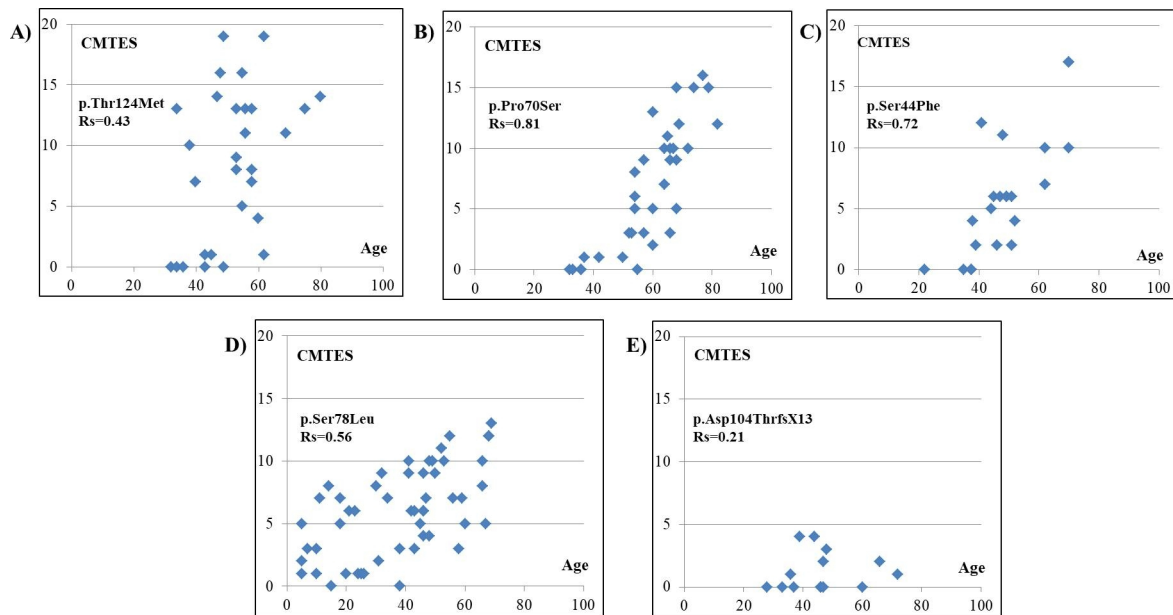 A)
CMTES
p.Thr124Met
Rs=0.43
Age
20
15
10
5
0
0 20 40 60 80 100
B)
CMTES
p.Pro70Ser
Rs=0.81
Age
20
15
10
5
0
0 20 40 60 80 100
C)
CMTES
p.Ser44Phe
Rs=0.72
Age
20
15
10
5
0
0 20 40 60 80 100
D)
CMTES
p.Ser78Leu
Rs=0.56
Age
20
15
10
5
0
0 20 40 60 80 100
E)
CMTES
p.Asp104ThrfsX13
Rs=0.21
Age
20
15
10
5
0
0 20 40 60 80 100